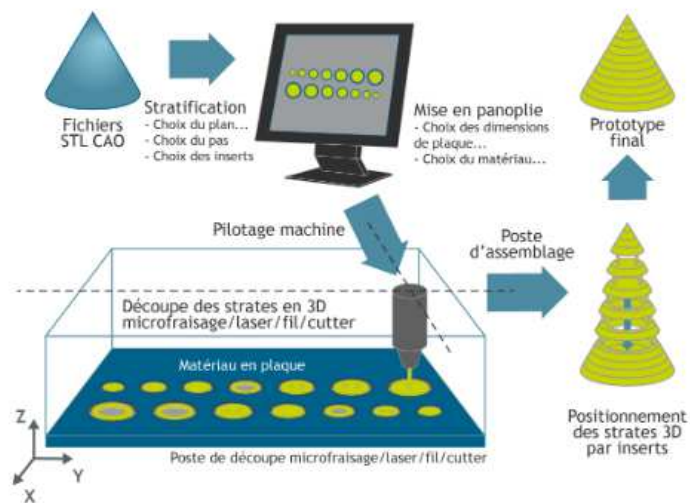 Fichiers
STL CAO
Stratification
- Choix du plan...
- Choix du pas
- Choix des inserts
Mise en panoplie
- Choix des dimensions
de plaque...
- Choix du matériau...
Prototype
final
Pilotage machine
Poste
d'assemblage
Découpe des strates en 3D
microfraisage/laser/fil/cutter
Matériau en plaque
Positionnement
des strates 3D
par inserts
Poste de découpe microfraisage/laser/fil/cutter
Z
Y
X